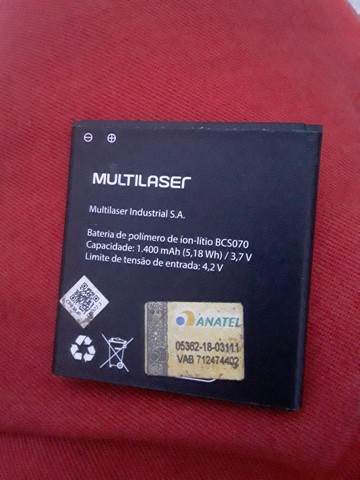 MULTILASER
Multilaser Industrial S.A.
Bateria de polímero de íon-lítio BCS070
Capacidade: 1.400 mAh (5,18 Wh) / 3,7 V
Limite de tensão de entrada: 4,2 V
ANATEL
05362-18-03111
VAB 712474402